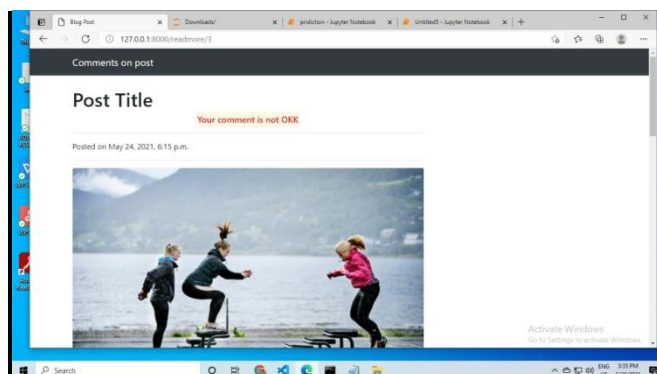 Blog Post
Downloads/
pridiction - Jupyter Notebook
Untitled5 - Jupyter Notebook
127.0.0.1:8000/readmore/3
Comments on post
Post Title
Your comment is not OKK
Posted on May 24, 2021, 6:15 p.m.
Activate Windows
Go to Settings to activate Windows.
Search
ENG
3:35 PM